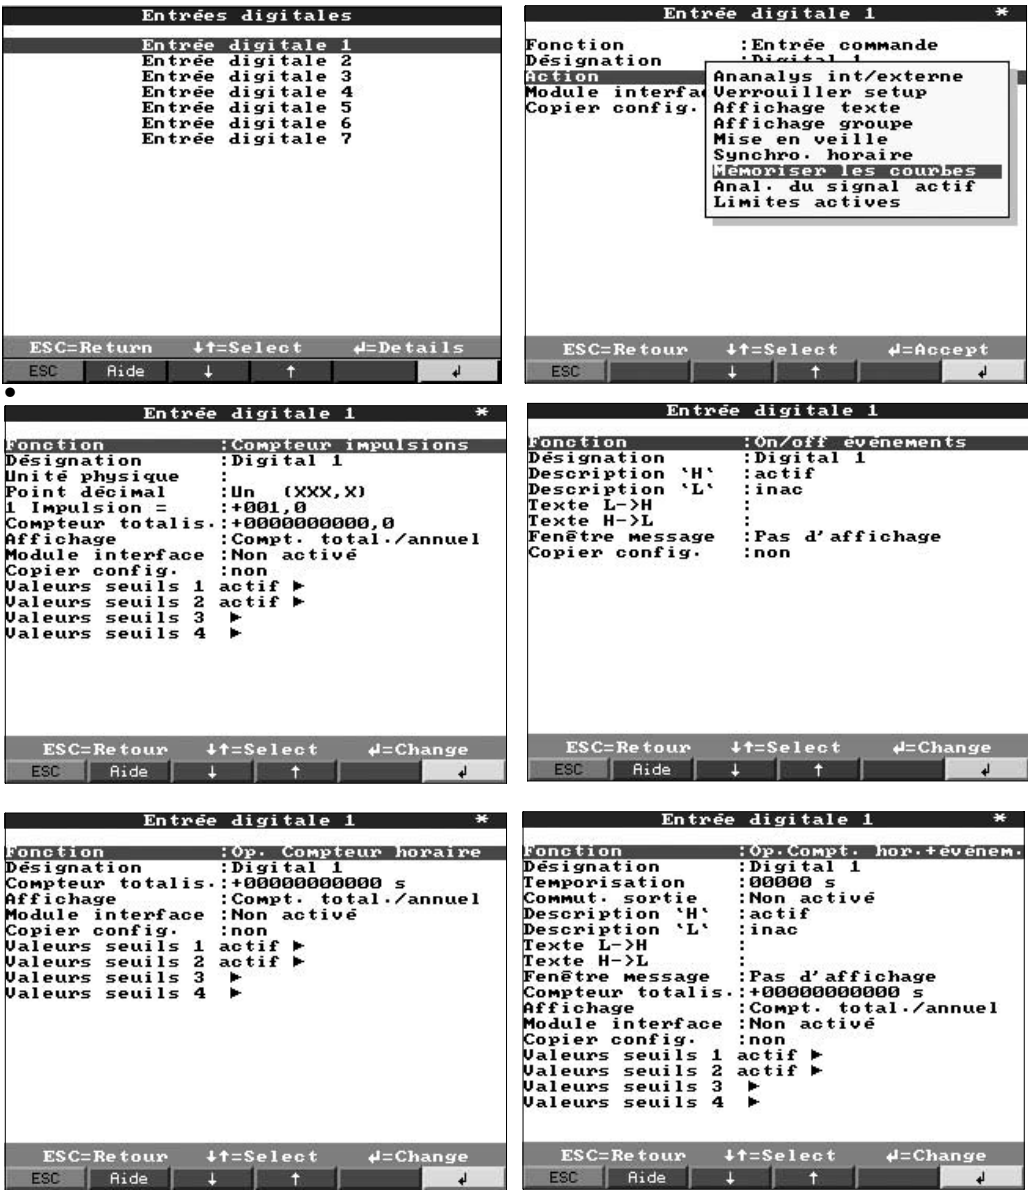 Entrées digitales
Entrée digitale 1
Entrée digitale 2
Entrée digitale 3
Entrée digitale 4
Entrée digitale 5
Entrée digitale 6
Entrée digitale 7
ESC=Return ↓↑=Select ↲=Details
ESC Aide ↓ ↑ ↲
Entrée digitale 1 *
Fonction :Entrée commande
Désignation :Digital 1
Action
Module interfa
Copier config.
Ananalys int/externe
Verrouiller setup
Affichage texte
Affichage groupe
Mise en veille
Synchro. horaire
Mémoriser les courbes
Anal. du signal actif
Limites actives
ESC=Retour ↓↑=Select ↲=Accept
ESC ↓ ↑ ↲
Entrée digitale 1 *
Fonction :Compteur impulsions
Désignation :Digital 1
Unité physique :
Point décimal :Un (XXX,X)
1 Impulsion = :+001,0
Compteur totalis.:+0000000000,0
Affichage :Compt. total./annuel
Module interface :Non activé
Copier config. :non
Valeurs seuils 1 actif ►
Valeurs seuils 2 actif ►
Valeurs seuils 3 ►
Valeurs seuils 4 ►
ESC=Retour ↓↑=Select ↲=Change
ESC Aide ↓ ↑ ↲
Entrée digitale 1
Fonction :On/off événements
Désignation :Digital 1
Description 'H' :actif
Description 'L' :inac
Texte L->H :
Texte H->L :
Fenêtre message :Pas d'affichage
Copier config. :non
ESC=Retour ↓↑=Select ↲=Change
ESC Aide ↓ ↑ ↲
Entrée digitale 1 *
Fonction :Op. Compteur horaire
Désignation :Digital 1
Compteur totalis.:+00000000000 s
Affichage :Compt. total./annuel
Module interface :Non activé
Copier config. :non
Valeurs seuils 1 actif ►
Valeurs seuils 2 actif ►
Valeurs seuils 3 ►
Valeurs seuils 4 ►
ESC=Retour ↓↑=Select ↲=Change
ESC Aide ↓ ↑ ↲
Entrée digitale 1 *
Fonction :Op.Compt. hor.+événem.
Désignation :Digital 1
Temporisation :00000 s
Commut. sortie :Non activé
Description 'H' :actif
Description 'L' :inac
Texte L->H :
Texte H->L :
Fenêtre message :Pas d'affichage
Compteur totalis.:+00000000000 s
Affichage :Compt. total./annuel
Module interface :Non activé
Copier config. :non
Valeurs seuils 1 actif ►
Valeurs seuils 2 actif ►
Valeurs seuils 3 ►
Valeurs seuils 4 ►
ESC=Retour ↓↑=Select ↲=Change
ESC Aide ↓ ↑ ↲